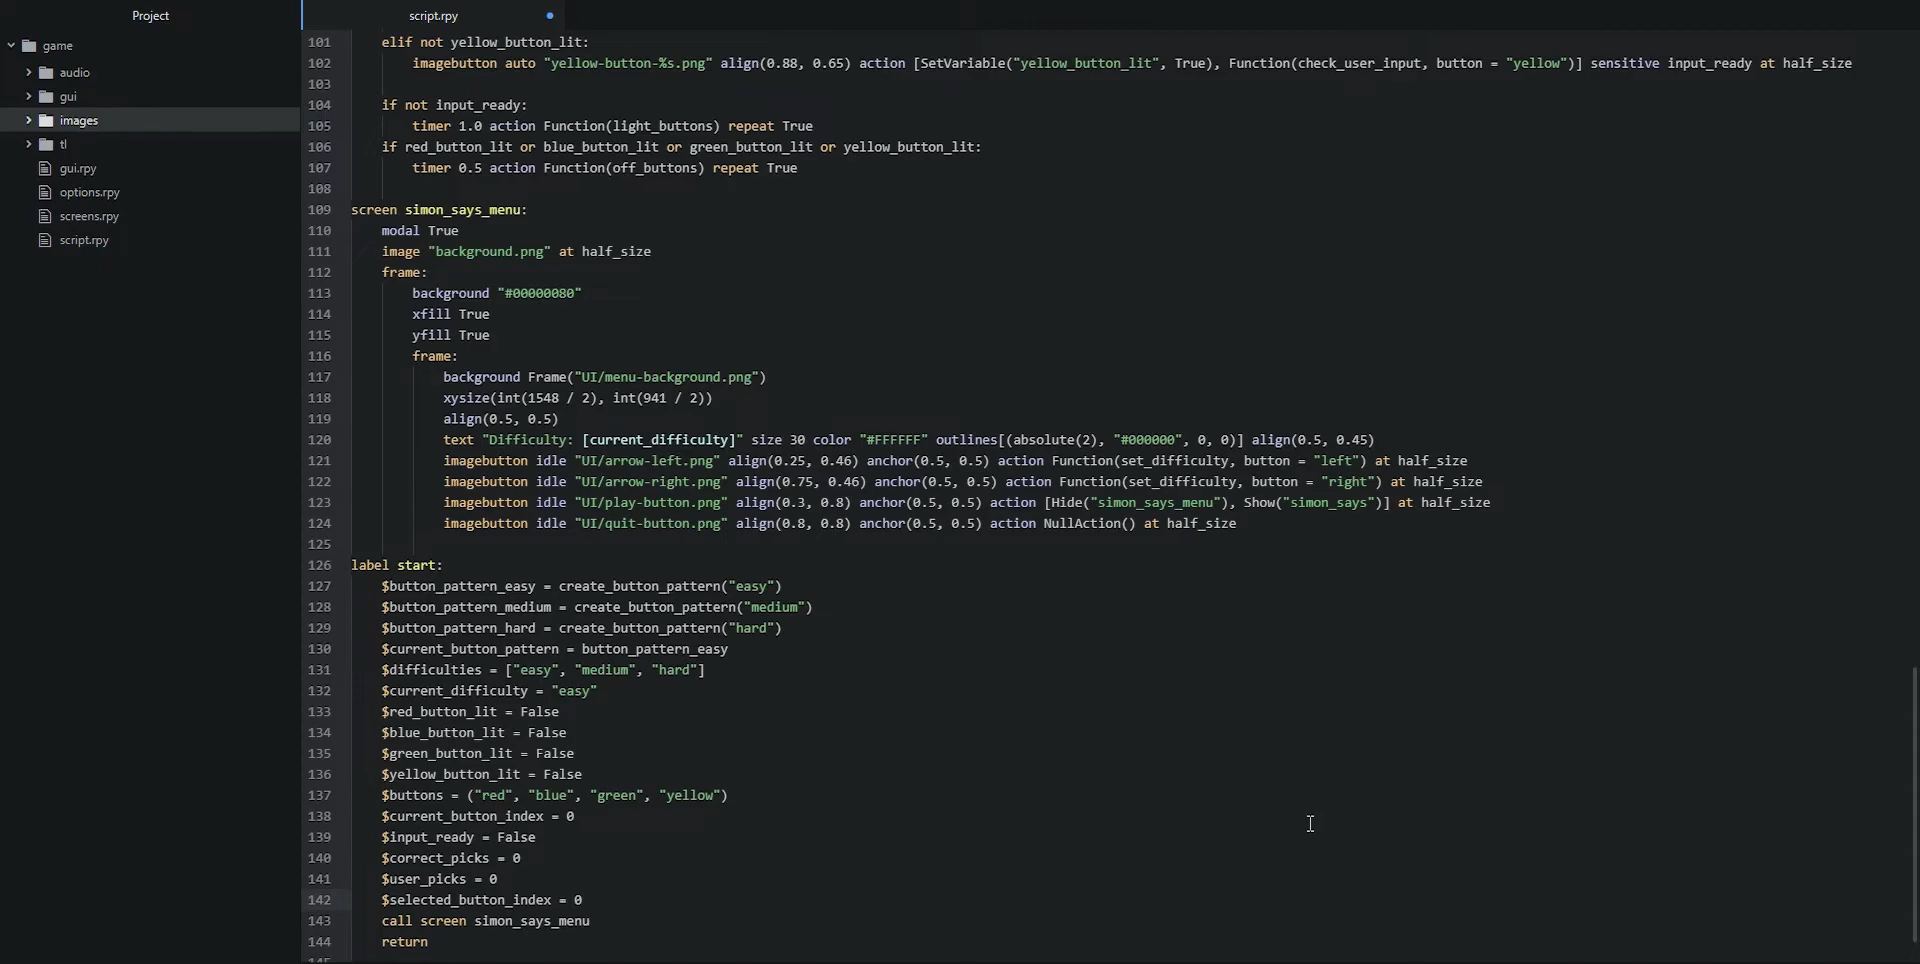 Project
script.rpy
game
audio
gui
images
tl
gui.rpy
options.rpy
screens.rpy
script.rpy
101 elif not yellow_button_lit:
102 imagebutton auto "yellow-button-%s.png" align(0.88, 0.65) action [SetVariable("yellow_button_lit", True), Function(check_user_input, button = "yellow")] sensitive input_ready at half_size
103
104 if not input_ready:
105 timer 1.0 action Function(light_buttons) repeat True
106 if red_button_lit or blue_button_lit or green_button_lit or yellow_button_lit:
107 timer 0.5 action Function(off_buttons) repeat True
108
109 screen simon_says_menu:
110 modal True
111 image "background.png" at half_size
112 frame:
113 background "#00000080"
114 xfill True
115 yfill True
116 frame:
117 background Frame("UI/menu-background.png")
118 xysize(int(1548 / 2), int(941 / 2))
119 align(0.5, 0.5)
120 text "Difficulty: [current_difficulty]" size 30 color "#FFFFFF" outlines[(absolute(2), "#000000", 0, 0)] align(0.5, 0.45)
121 imagebutton idle "UI/arrow-left.png" align(0.25, 0.46) anchor(0.5, 0.5) action Function(set_difficulty, button = "left") at half_size
122 imagebutton idle "UI/arrow-right.png" align(0.75, 0.46) anchor(0.5, 0.5) action Function(set_difficulty, button = "right") at half_size
123 imagebutton idle "UI/play-button.png" align(0.3, 0.8) anchor(0.5, 0.5) action [Hide("simon_says_menu"), Show("simon_says")] at half_size
124 imagebutton idle "UI/quit-button.png" align(0.8, 0.8) anchor(0.5, 0.5) action NullAction() at half_size
125
126 label start:
127 $button_pattern_easy = create_button_pattern("easy")
128 $button_pattern_medium = create_button_pattern("medium")
129 $button_pattern_hard = create_button_pattern("hard")
130 $current_button_pattern = button_pattern_easy
131 $difficulties = ["easy", "medium", "hard"]
132 $current_difficulty = "easy"
133 $red_button_lit = False
134 $blue_button_lit = False
135 $green_button_lit = False
136 $yellow_button_lit = False
137 $buttons = ("red", "blue", "green", "yellow")
138 $current_button_index = 0
139 $input_ready = False
140 $correct_picks = 0
141 $user_picks = 0
142 $selected_button_index = 0
143 call screen simon_says_menu
144 return